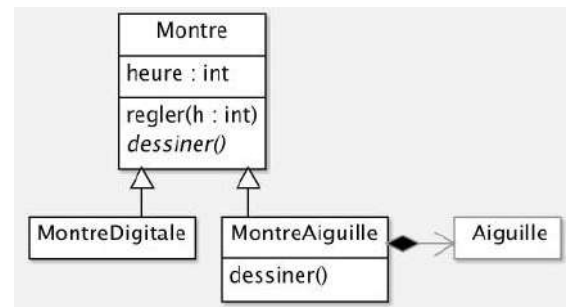 Montre
heure : int
regler(h : int)
dessiner()
MontreDigitale
MontreAiguille
Aiguille
dessiner()